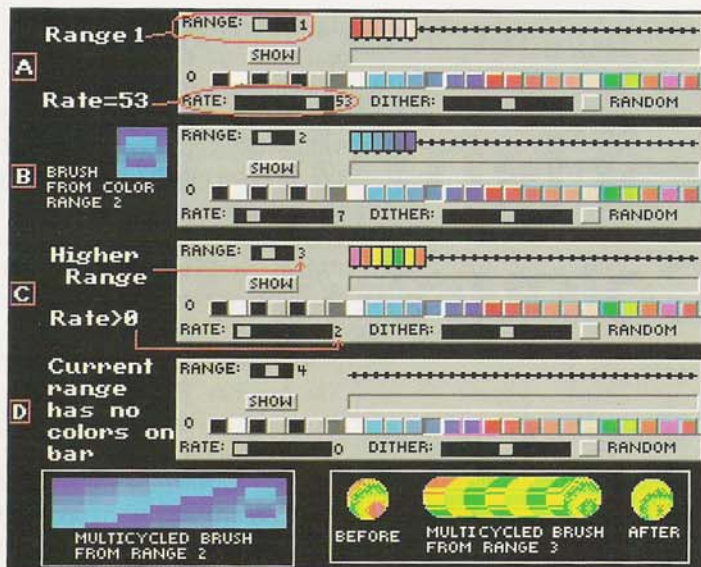 A
Range 1
RANGE: 1
SHOW
0
Rate=53
RATE: 53 DITHER: RANDOM
B
BRUSH
FROM COLOR
RANGE 2
RANGE: 2
SHOW
0
RATE: 7 DITHER: RANDOM
C
Higher
Range
RANGE: 3
SHOW
0
Rate>0
RATE: 2 DITHER: RANDOM
D
Current
range
has no
colors on
bar
RANGE: 4
SHOW
0
RATE: 0 DITHER: RANDOM
MULTICYCLED BRUSH
FROM RANGE 2
BEFORE
MULTICYCLED BRUSH
FROM RANGE 3
AFTER